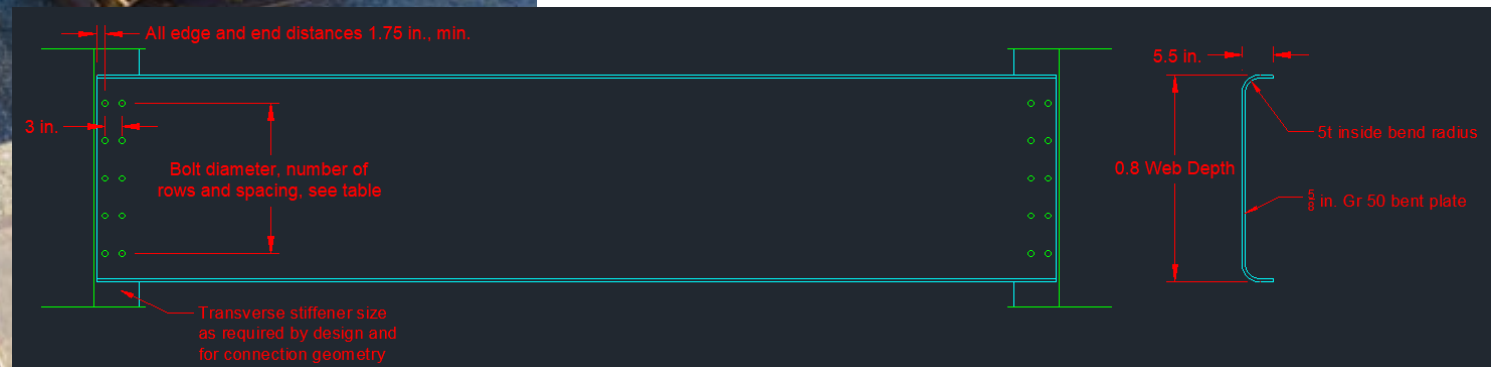 All edge and end distances 1.75 in., min.
3 in.
Bolt diameter, number of
rows and spacing, see table
Transverse stiffener size
as required by design and
for connection geometry
5.5 in.
5t inside bend radius
0.8 Web Depth
5/8 in. Gr 50 bent plate